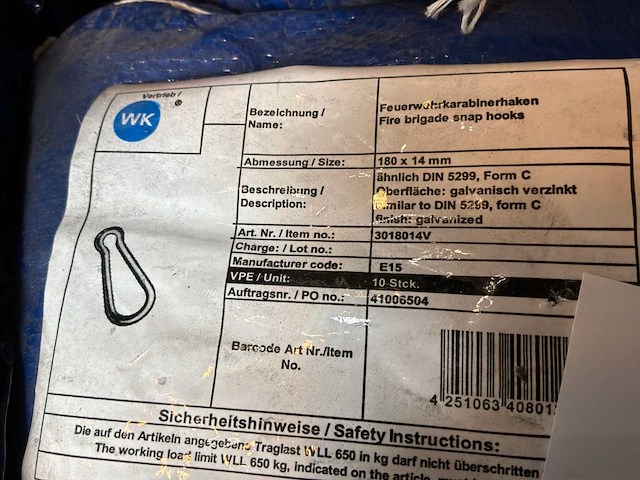 Vertrieb /
WK
Bezeichnung /
Name:
Feuerwehrkarabinerhaken
Fire brigade snap hooks
Abmessung / Size:
180 x 14 mm
Beschreibung /
Description:
ähnlich DIN 5299, Form C
Oberfläche: galvanisch verzinkt
similar to DIN 5299, form C
finish: galvanized
Art. Nr. / Item no.:
3018014V
Charge: / Lot no.:
Manufacturer code:
E15
VPE / Unit:
10 Stck.
Auftragsnr. / PO no.:
41006504
Barcode Art Nr./Item
No.
4 251063 40801
Sicherheitshinweise / Safety Instructions:
Die auf den Artikeln angegebene Traglast WLL 650 in kg darf nicht überschritten
The working load limit WLL 650 kg, indicated on the article, must